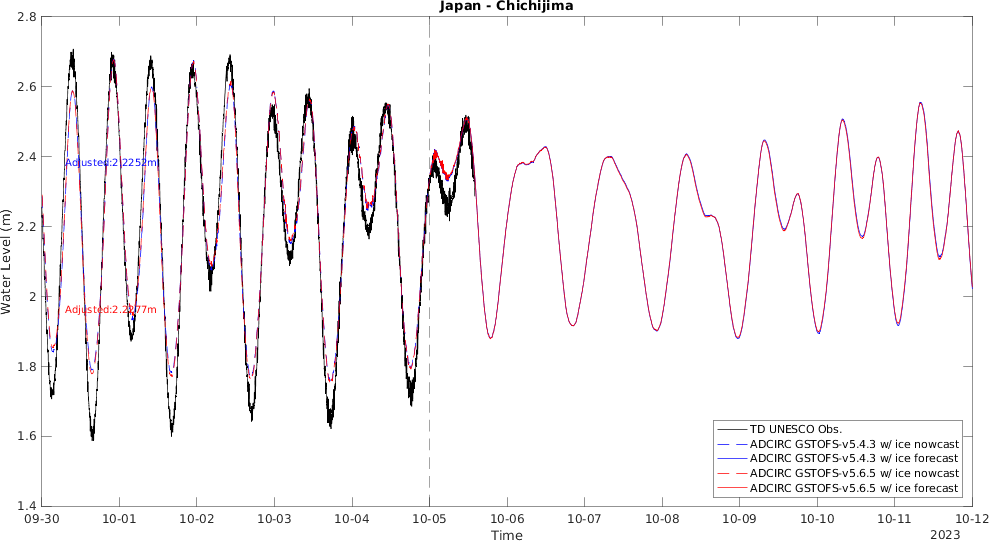 Japan - Chichijima
2.8
2.6
2.4
2.2
2
1.8
1.6
1.4
Water Level (m)
Adjusted:2.2252m
TD UNESCO Obs.
ADCIRC GSTOFS-v5.4.3 w/ ice nowcast
ADCIRC GSTOFS-v5.4.3 w/ ice forecast
ADCIRC GSTOFS-v5.6.5 w/ ice nowcast
ADCIRC GSTOFS-v5.6.5 w/ ice forecast
09-30 10-01 10-02 10-03 10-04 10-05 10-06 10-07 10-08 10-09 10-10 10-11 10-12
Time
2023